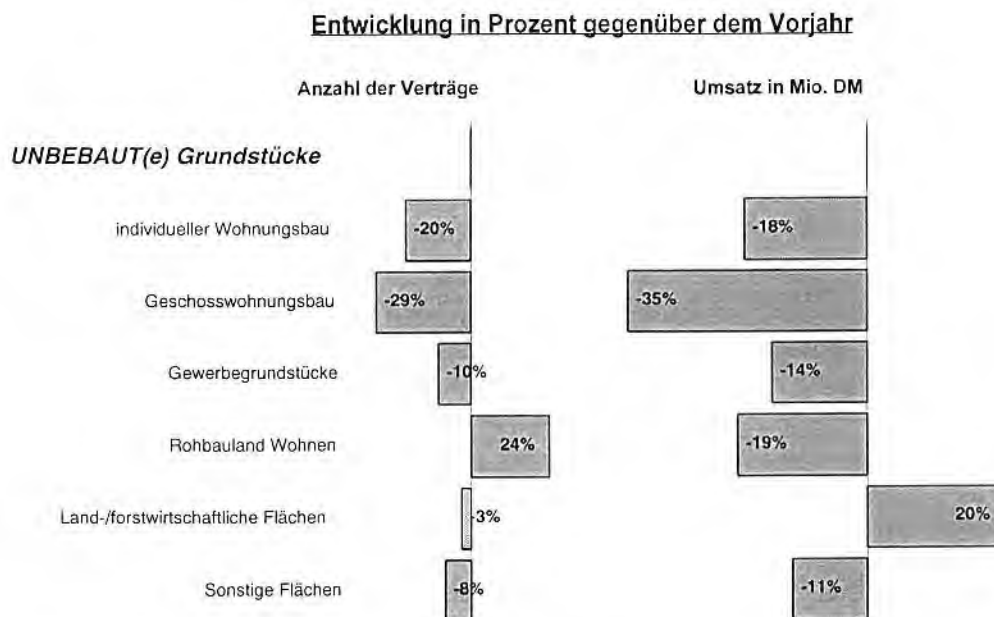 Entwicklung in Prozent gegenüber dem Vorjahr
Anzahl der Verträge Umsatz in Mio. DM
UNBEBAUT(e) Grundstücke
individueller Wohnungsbau -20% -18%
Geschosswohnungsbau -29% -35%
Gewerbegrundstücke -10% -14%
Rohbauland Wohnen 24% -19%
Land-/forstwirtschaftliche Flächen -3% 20%
Sonstige Flächen -8% -11%